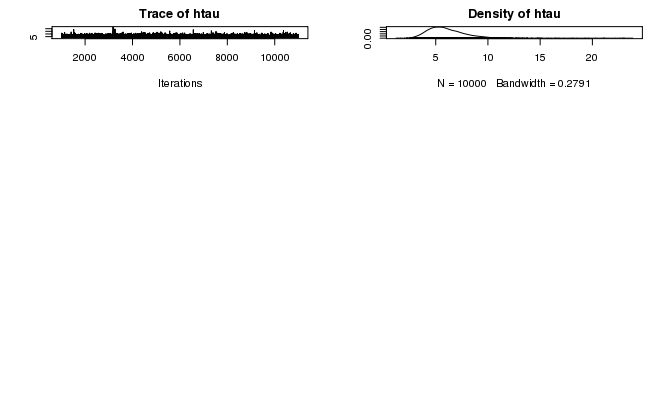 Trace of htau
5
2000 4000 6000 8000 10000
Iterations
Density of htau
0.00
5 10 15 20
N = 10000 Bandwidth = 0.2791